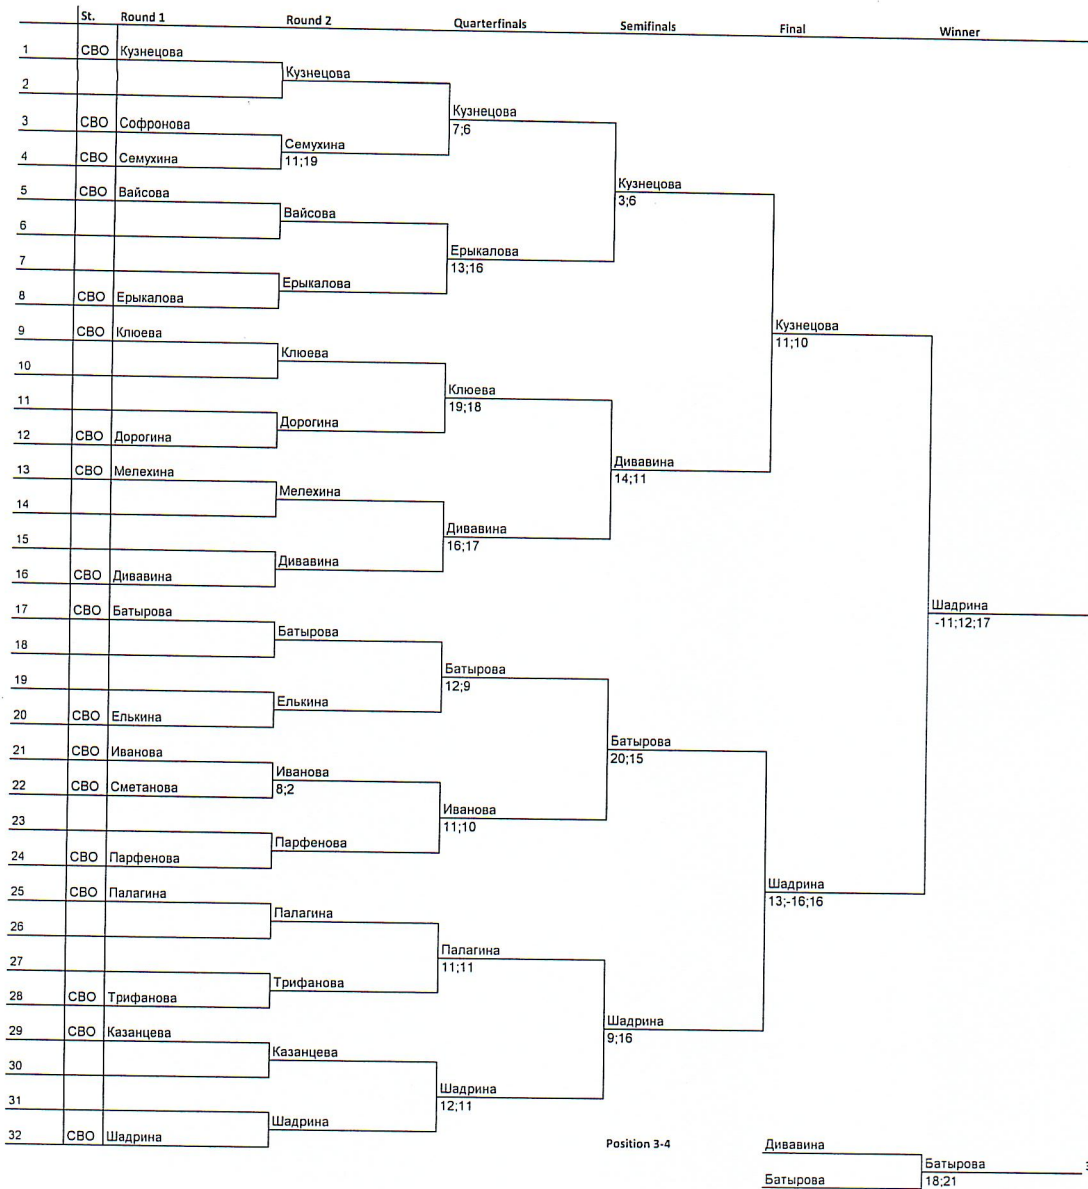 St. Round 1 Round 2 Quarterfinals Semifinals Final Winner
1 СВО Кузнецова
Кузнецова
2
Кузнецова
7;6
3 СВО Софронова
Семухина
11;19
4 СВО Семухина
Кузнецова
3;6
5 СВО Вайсова
Вайсова
6
Ерыкалова
13;16
7
Ерыкалова
8 СВО Ерыкалова
Кузнецова
11;10
9 СВО Клюева
Клюева
10
Клюева
19;18
11
Дорогина
12 СВО Дорогина
Дивавина
14;11
13 СВО Мелехина
Мелехина
14
Дивавина
16;17
15
Дивавина
16 СВО Дивавина
Шадрина
-11;12;17
17 СВО Батырова
Батырова
18
Батырова
12;9
19
Елькина
20 СВО Елькина
Батырова
20;15
21 СВО Иванова
Иванова
8;2
22 СВО Сметанова
Иванова
11;10
23
Парфенова
24 СВО Парфенова
Шадрина
13;-16;16
25 СВО Палагина
Палагина
26
Палагина
11;11
27
Трифанова
28 СВО Трифанова
Шадрина
9;16
29 СВО Казанцева
Казанцева
30
Шадрина
12;11
31
Шадрина
32 СВО Шадрина
Position 3-4
Дивавина
Батырова
18;21
Батырова